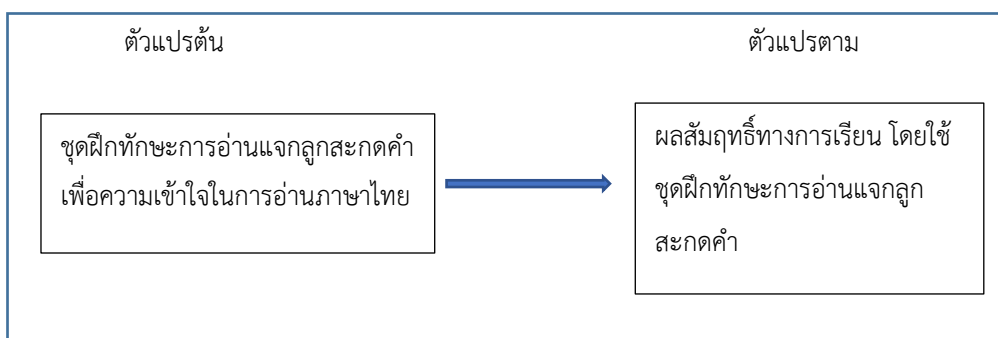 ตัวแปรต้น
ตัวแปรตาม
ชุดฝึกทักษะการอ่านแจกลูกสะกดคำ
เพื่อความเข้าใจในการอ่านภาษาไทย
ผลสัมฤทธิ์ทางการเรียน โดยใช้
ชุดฝึกทักษะการอ่านแจกลูก
สะกดคำ